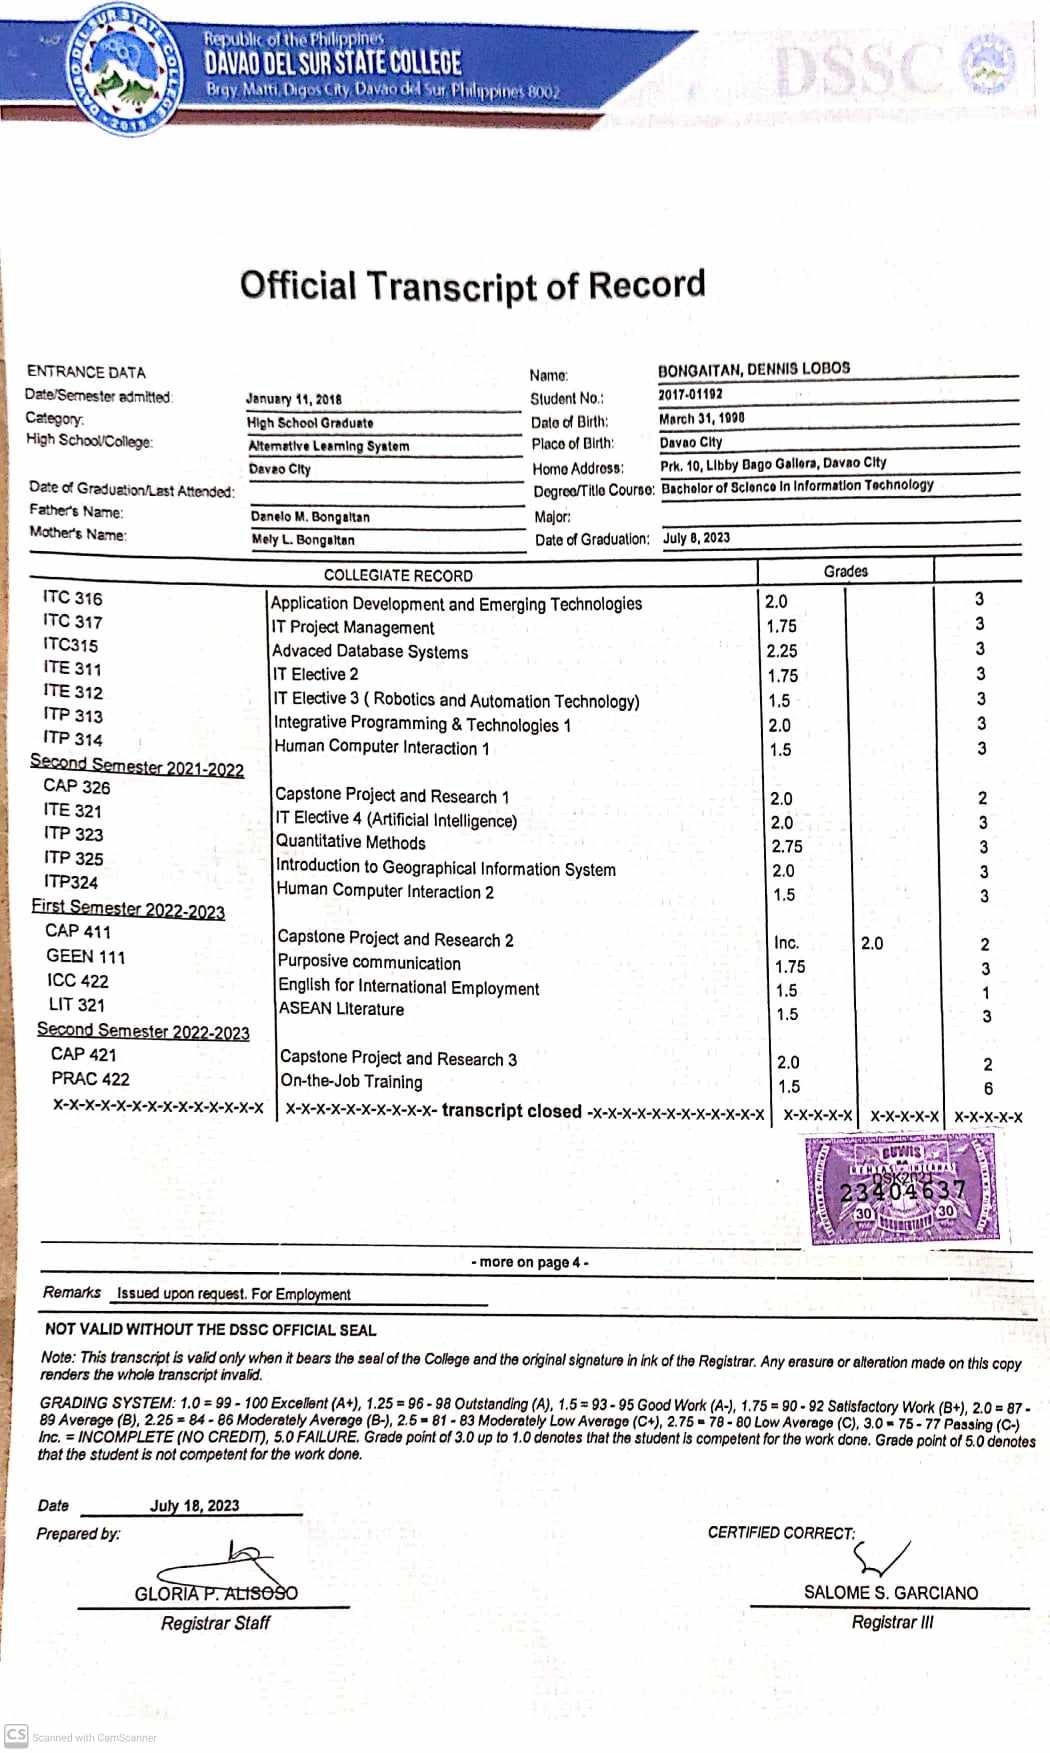 DAVAO DEL SUR STATE COLLEGE
2019
Republic of the Philippines
DAVAO DEL SUR STATE COLLEGE
Brgy. Matti, Digos City, Davao del Sur, Philippines 8002
DSSC
Official Transcript of Record
ENTRANCE DATA
Date/Semester admitted: January 11, 2018
Category: High School Graduate
High School/College: Alternative Learning System
Davao City
Date of Graduation/Last Attended:
Father's Name: Danelo M. Bongaitan
Mother's Name: Mely L. Bongaitan
Name: BONGAITAN, DENNIS LOBOS
Student No.: 2017-01192
Date of Birth: March 31, 1998
Place of Birth: Davao City
Home Address: Prk. 10, Libby Bago Gallera, Davao City
Degree/Title Course: Bachelor of Science in Information Technology
Major:
Date of Graduation: July 8, 2023
COLLEGIATE RECORD Grades
ITC 316 Application Development and Emerging Technologies 2.0 3
ITC 317 IT Project Management 1.75 3
ITC315 Advaced Database Systems 2.25 3
ITE 311 IT Elective 2 1.75 3
ITE 312 IT Elective 3 ( Robotics and Automation Technology) 1.5 3
ITP 313 Integrative Programming & Technologies 1 2.0 3
ITP 314 Human Computer Interaction 1 1.5 3
Second Semester 2021-2022
CAP 326 Capstone Project and Research 1 2.0 2
ITE 321 IT Elective 4 (Artificial Intelligence) 2.0 3
ITP 323 Quantitative Methods 2.75 3
ITP 325 Introduction to Geographical Information System 2.0 3
ITP324 Human Computer Interaction 2 1.5 3
First Semester 2022-2023
CAP 411 Capstone Project and Research 2 Inc. 2.0 2
GEEN 111 Purposive communication 1.75 3
ICC 422 English for International Employment 1.5 1
LIT 321 ASEAN Literature 1.5 3
Second Semester 2022-2023
CAP 421 Capstone Project and Research 3 2.0 2
PRAC 422 On-the-Job Training 1.5 6
X-X-X-X-X-X-X-X-X-X-X-X-X-X X-X-X-X-X-X-X-X-X-X- transcript closed -X-X-X-X-X-X-X-X-X-X-X-X X-X-X-X-X X-X-X-X-X X-X-X-X-X
DSK2021
23404637
30 30
DOCUMENTARYO
- more on page 4 -
Remarks Issued upon request. For Employment
NOT VALID WITHOUT THE DSSC OFFICIAL SEAL
Note: This transcript is valid only when it bears the seal of the College and the original signature in ink of the Registrar. Any erasure or alteration made on this copy
renders the whole transcript invalid.
GRADING SYSTEM: 1.0 = 99 - 100 Excellent (A+), 1.25 = 96 - 98 Outstanding (A), 1.5 = 93 - 95 Good Work (A-), 1.75 = 90 - 92 Satisfactory Work (B+), 2.0 = 87 -
89 Average (B), 2.25 = 84 - 86 Moderately Average (B-), 2.5 = 81 - 83 Moderately Low Average (C+), 2.75 = 78 - 80 Low Average (C), 3.0 = 75 - 77 Passing (C-)
Inc. = INCOMPLETE (NO CREDIT), 5.0 FAILURE. Grade point of 3.0 up to 1.0 denotes that the student is competent for the work done. Grade point of 5.0 denotes
that the student is not competent for the work done.
Date July 18, 2023
Prepared by:
GLORIA P. ALISOSO
Registrar Staff
CERTIFIED CORRECT:
SALOME S. GARCIANO
Registrar III
CS Scanned with CamScanner